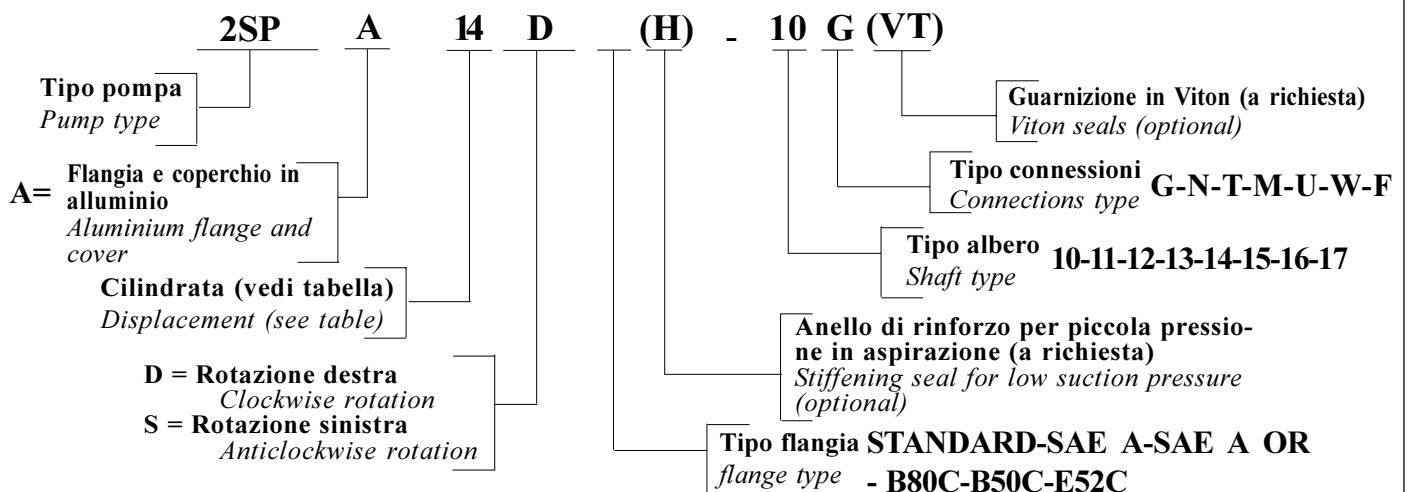 2SP A 14 D (H) - 10 G (VT)
Tipo pompa
Pump type
A= Flangia e coperchio in
alluminio
Aluminium flange and
cover
Cilindrata (vedi tabella)
Displacement (see table)
D = Rotazione destra
Clockwise rotation
S = Rotazione sinistra
Anticlockwise rotation
Guarnizione in Viton (a richiesta)
Viton seals (optional)
Tipo connessioni G-N-T-M-U-W-F
Connections type
Tipo albero 10-11-12-13-14-15-16-17
Shaft type
Anello di rinforzo per piccola pressio-
ne in aspirazione (a richiesta)
Stiffening seal for low suction pressure
(optional)
Tipo flangia STANDARD-SAE A-SAE A OR
flange type - B80C-B50C-E52C